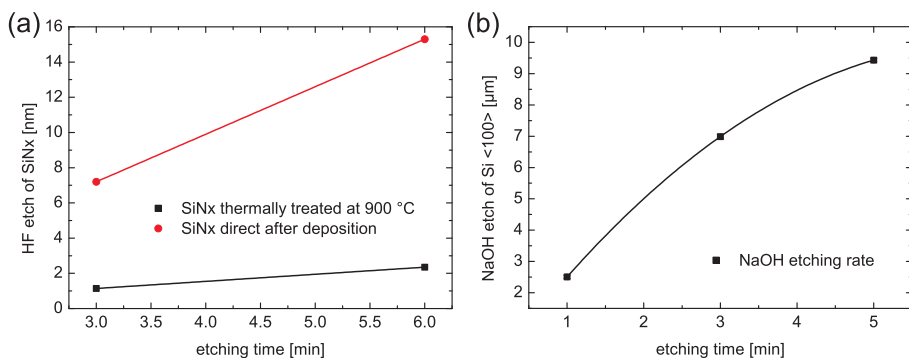 (a)
HF etch of SiNx [nm]
16
14
12
10
8
6
4
2
0
SiNx thermally treated at 900 °C
SiNx direct after deposition
3.0 3.5 4.0 4.5 5.0 5.5 6.0
etching time [min]
(b)
NaOH etch of Si <100> [µm]
10
9
8
7
6
5
4
3
2
NaOH etching rate
1 2 3 4 5
etching time [min]